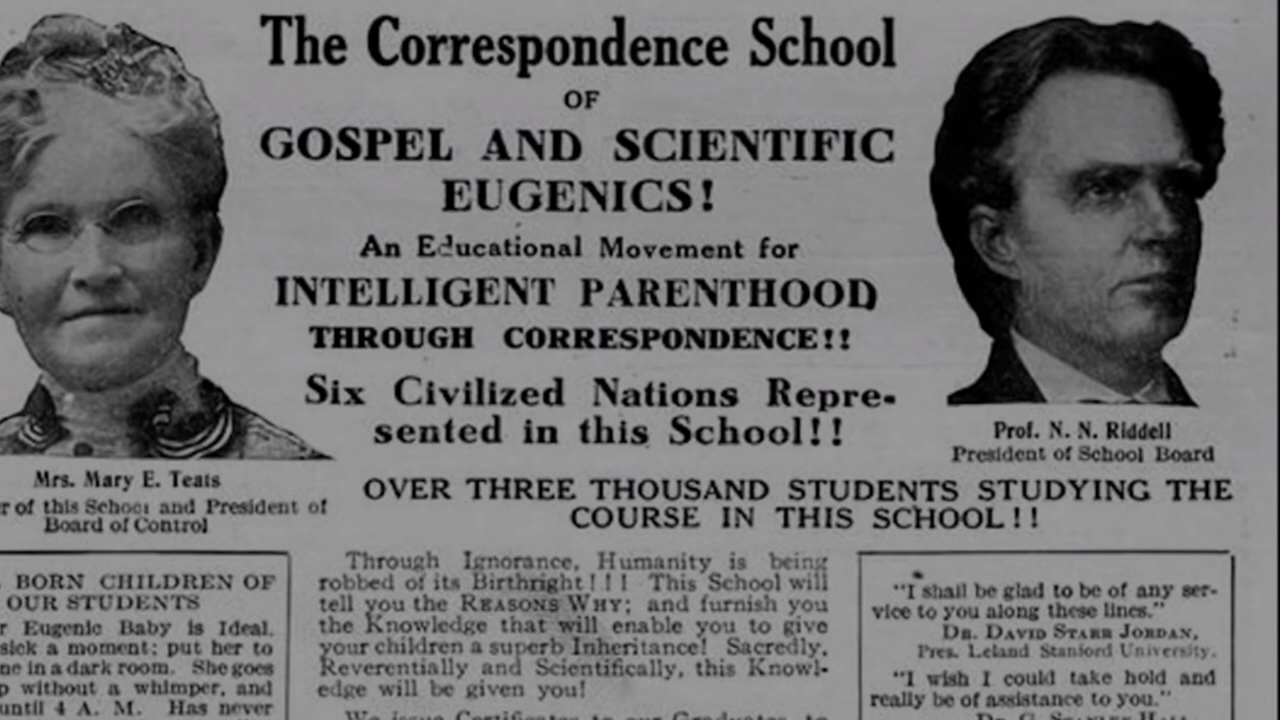 The Correspondence School
OF
GOSPEL AND SCIENTIFIC
EUGENICS!
An Educational Movement for
INTELLIGENT PARENTHOOD
THROUGH CORRESPONDENCE!!
Six Civilized Nations Repre-
sented in this School!!
OVER THREE THOUSAND STUDENTS STUDYING THE
COURSE IN THIS SCHOOL!!
Mrs. Mary E. Teats
of this School and President of
Board of Control
Prof. N. N. Riddell
President of School Board
BORN CHILDREN OF
OUR STUDENTS
Eugenic Baby is Ideal.
sick a moment; put her to
in a dark room. She goes
without a whimper, and
until 4 A. M. Has never
Through Ignorance, Humanity is being
robbed of its Birthright!!! This School will
tell you the REASONS WHY; and furnish you
the Knowledge that will enable you to give
your children a superb Inheritance! Sacredly,
Reverentially and Scientifically, this Knowl-
edge will be given you!
We issue Certificates to our Graduates, to
"I shall be glad to be of any ser-
vice to you along these lines."
DR. DAVID STARR JORDAN,
Pres. Leland Stanford University.
"I wish I could take hold and
really be of assistance to you."